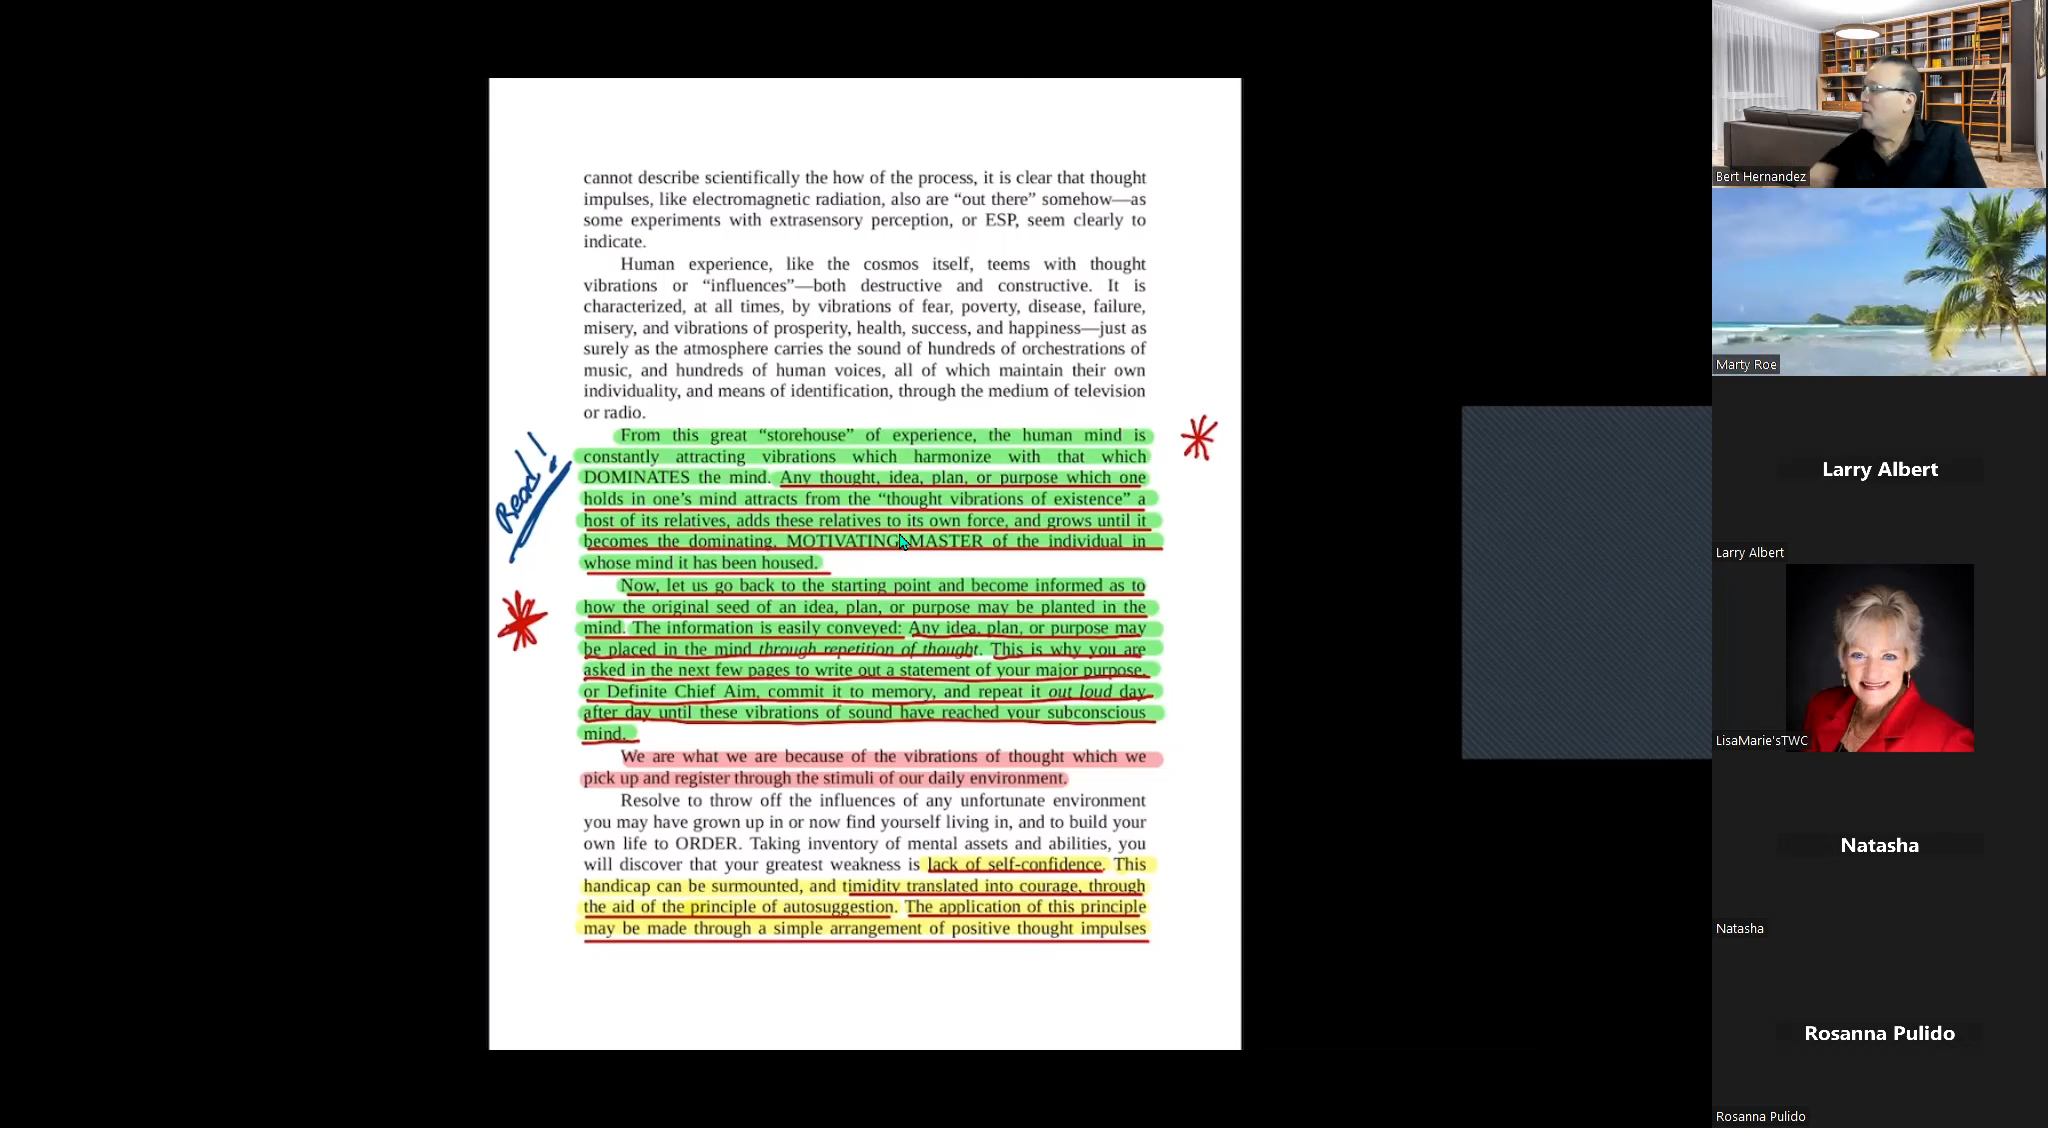 cannot describe scientifically the how of the process, it is clear that thought
impulses, like electromagnetic radiation, also are “out there” somehow—as
some experiments with extrasensory perception, or ESP, seem clearly to
indicate.
Human experience, like the cosmos itself, teems with thought
vibrations or “influences”—both destructive and constructive. It is
characterized, at all times, by vibrations of fear, poverty, disease, failure,
misery, and vibrations of prosperity, health, success, and happiness—just as
surely as the atmosphere carries the sound of hundreds of orchestrations of
music, and hundreds of human voices, all of which maintain their own
individuality, and means of identification, through the medium of television
or radio.
From this great “storehouse” of experience, the human mind is
constantly attracting vibrations which harmonize with that which
DOMINATES the mind. Any thought, idea, plan, or purpose which one
holds in one’s mind attracts from the “thought vibrations of existence” a
host of its relatives, adds these relatives to its own force, and grows until it
becomes the dominating, MOTIVATING MASTER of the individual in
whose mind it has been housed.
Now, let us go back to the starting point and become informed as to
how the original seed of an idea, plan, or purpose may be planted in the
mind. The information is easily conveyed: Any idea, plan, or purpose may
be placed in the mind through repetition of thought. This is why you are
asked in the next few pages to write out a statement of your major purpose,
or Definite Chief Aim, commit it to memory, and repeat it out loud day
after day until these vibrations of sound have reached your subconscious
mind.
We are what we are because of the vibrations of thought which we
pick up and register through the stimuli of our daily environment.
Resolve to throw off the influences of any unfortunate environment
you may have grown up in or now find yourself living in, and to build your
own life to ORDER. Taking inventory of mental assets and abilities, you
will discover that your greatest weakness is lack of self-confidence. This
handicap can be surmounted, and timidity translated into courage, through
the aid of the principle of autosuggestion. The application of this principle
may be made through a simple arrangement of positive thought impulses
Read!
Bert Hernandez
Marty Roe
Larry Albert
Larry Albert
LisaMarie'sTWC
Natasha
Natasha
Rosanna Pulido
Rosanna Pulido